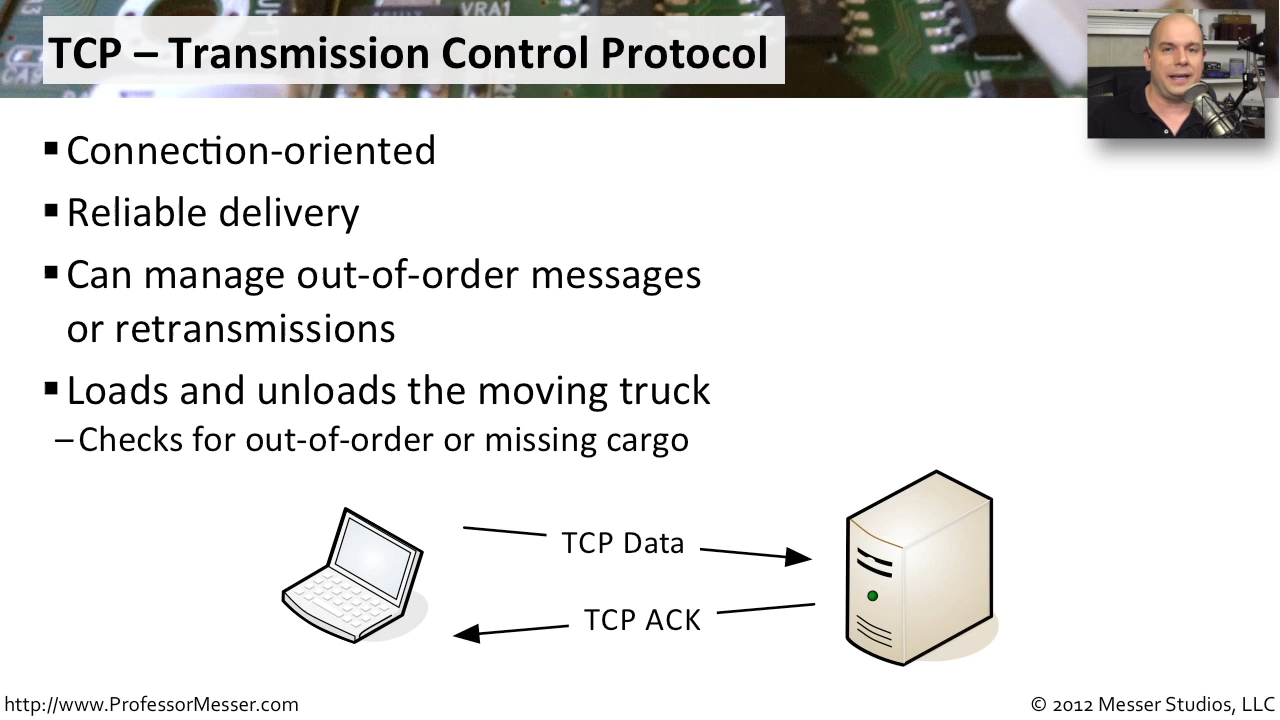 TCP – Transmission Control Protocol
VRA1
▪ Connection-oriented
▪ Reliable delivery
▪ Can manage out-of-order messages
or retransmissions
▪ Loads and unloads the moving truck
– Checks for out-of-order or missing cargo
TCP Data
TCP ACK
http://www.ProfessorMesser.com
© 2012 Messer Studios, LLC